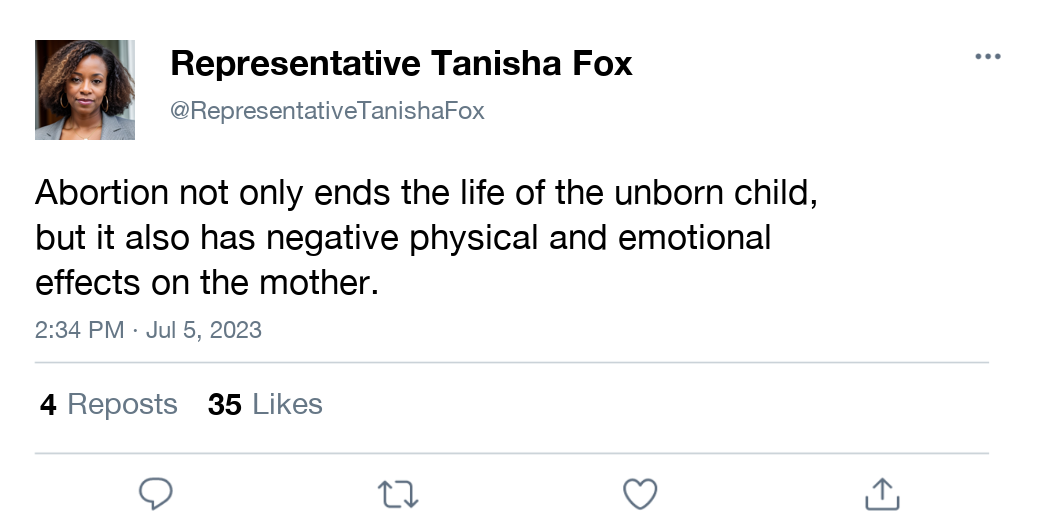 Representative Tanisha Fox
@RepresentativeTanishaFox
Abortion not only ends the life of the unborn child,
but it also has negative physical and emotional
effects on the mother.
2:34 PM · Jul 5, 2023
4 Reposts 35 Likes